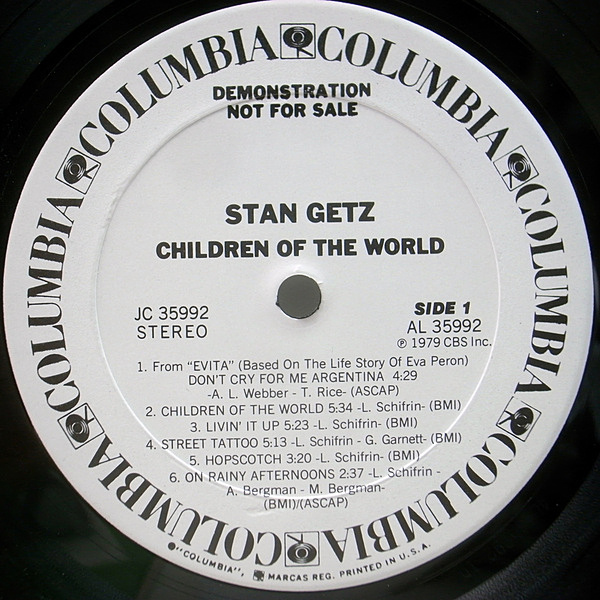 COLUMBIA COLUMBIA COLUMBIA COLUMBIA COLUMBIA COLUMBIA COLUMBIA
DEMONSTRATION
NOT FOR SALE
STAN GETZ
CHILDREN OF THE WORLD
JC 35992
STEREO
SIDE 1
AL 35992
℗ 1979 CBS Inc.
1. From “EVITA” (Based On The Life Story Of Eva Peron)
DON'T CRY FOR ME ARGENTINA 4:29
-A. L. Webber - T. Rice- (ASCAP)
2. CHILDREN OF THE WORLD 5:34 -L. Schifrin- (BMI)
3. LIVIN' IT UP 5:23 -L. Schifrin- (BMI)
4. STREET TATTOO 5:13 -L. Schifrin - G. Garnett- (BMI)
5. HOPSCOTCH 3:20 -L. Schifrin- (BMI)
6. ON RAINY AFTERNOONS 2:37 -L. Schifrin -
A. Bergman - M. Bergman-
(BMI)/(ASCAP)
"COLUMBIA", MARCAS REG. PRINTED IN U.S.A.